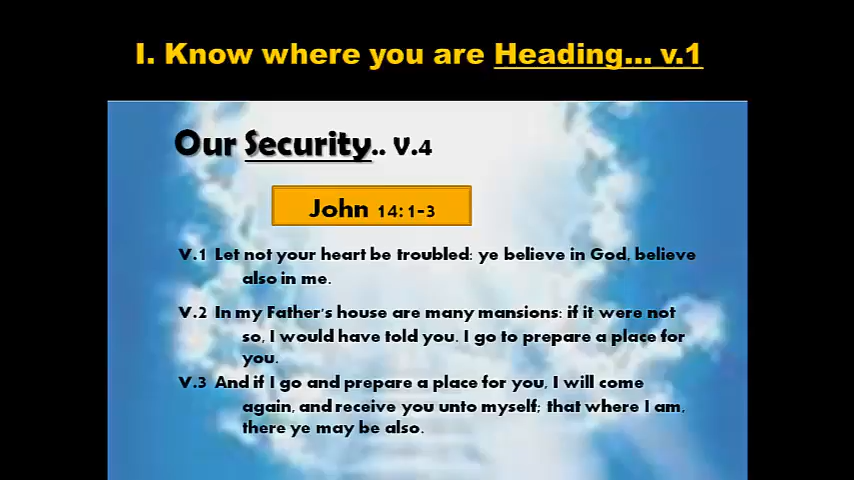 I. Know where you are Heading... v.1
Our Security.. V.4
John 14:1-3
V.1 Let not your heart be troubled: ye believe in God, believe
also in me.
V.2 In my Father's house are many mansions: if it were not
so, I would have told you. I go to prepare a place for
you.
V.3 And if I go and prepare a place for you, I will come
again, and receive you unto myself; that where I am,
there ye may be also.